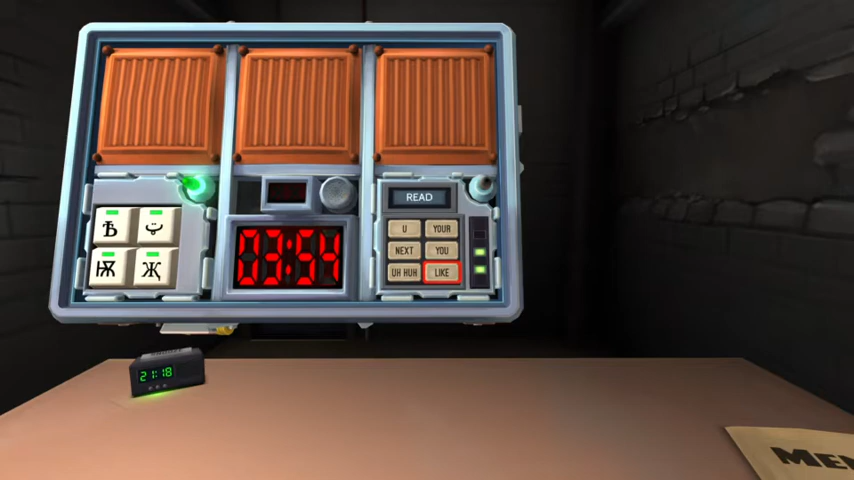 READ
U YOUR
Ѣ ټ
NEXT YOU
03:54
Ѭ Ж
UH HUH LIKE
21:18
MEN